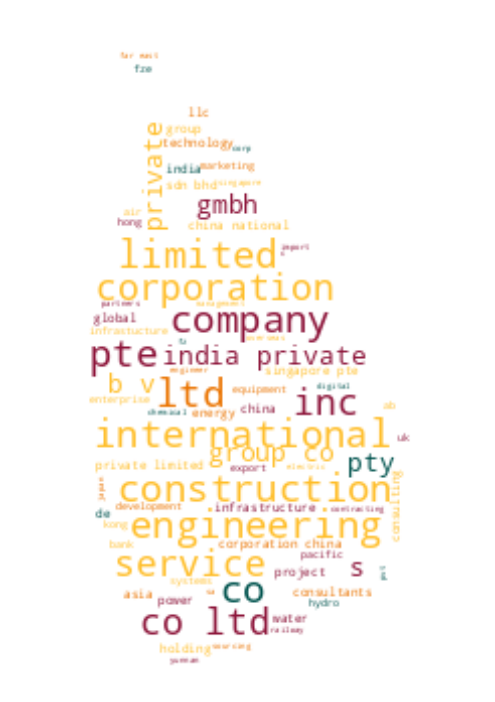 far east
fze
llc
private
group
technology
corp
india
marketing
sdn bhd
singapore
gmbh
air
hong
china national
limited
import
corporation
partners
management
global
company
infrastucture
overseas
pte
india private
engineer
singapore pte
b v
ltd
equipment
digital
inc
enterprise
chemical
energy
china
ab
international
uk
group co
private limited
export
electric
pty
japan
construction
consulting
development
infrastructure
contracting
de
kong
engineering
bank
corporation china
pacific
service
project
s
systems
co
asia
power
consultants
hydro
co ltd
water
railway
holding
sourcing
yunnan